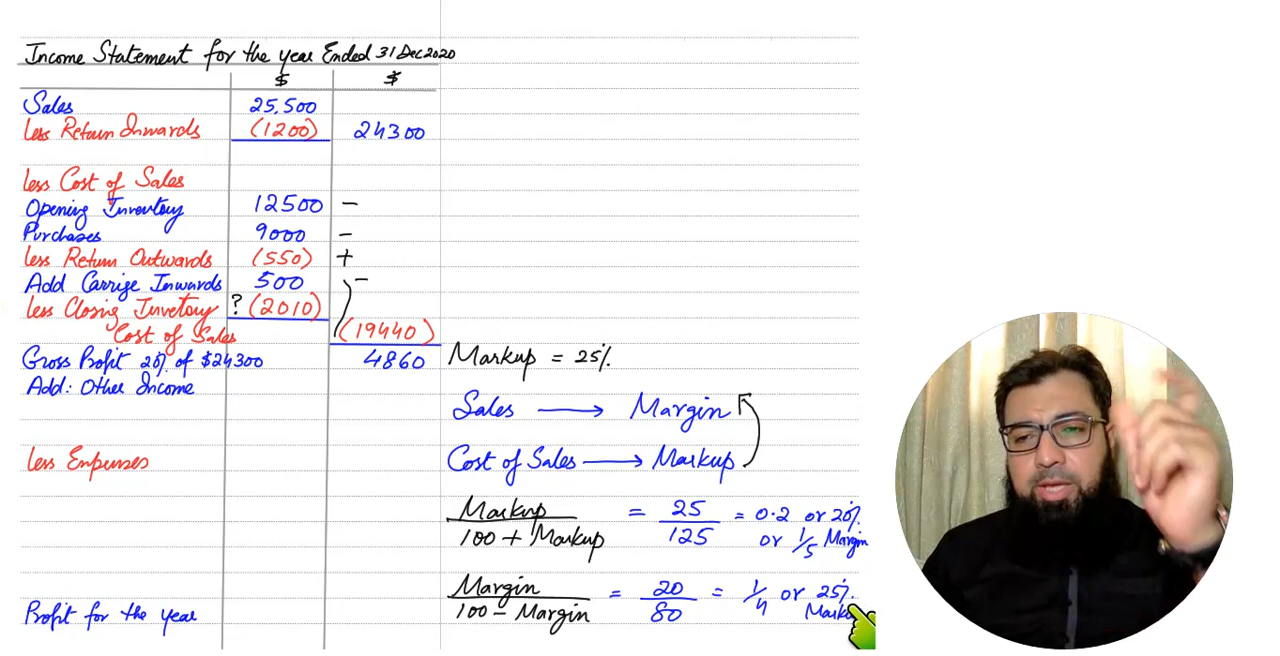 Income Statement for the year Ended 31 Dec 2020
$ $
Sales 25,500
less Return Inwards (1200) 24300
less Cost of Sales
Opening Inventory 12500 -
Purchases 9000 -
less Return Outwards (550) +
Add Carrige Inwards 500 -
less Closing Invetory ? (2010)
Cost of Sales (19440)
Gross Profit 20% of $24300 4860
Add: Other Income
less Expenses
Profit for the year
Markup = 25%
Sales → Margin
Cost of Sales → Markup
Markup = 25 = 0.2 or 20%
100 + Markup 125 or 1/5 Margin
Margin = 20 = 1/4 or 25%
100 - Margin 80 Markup